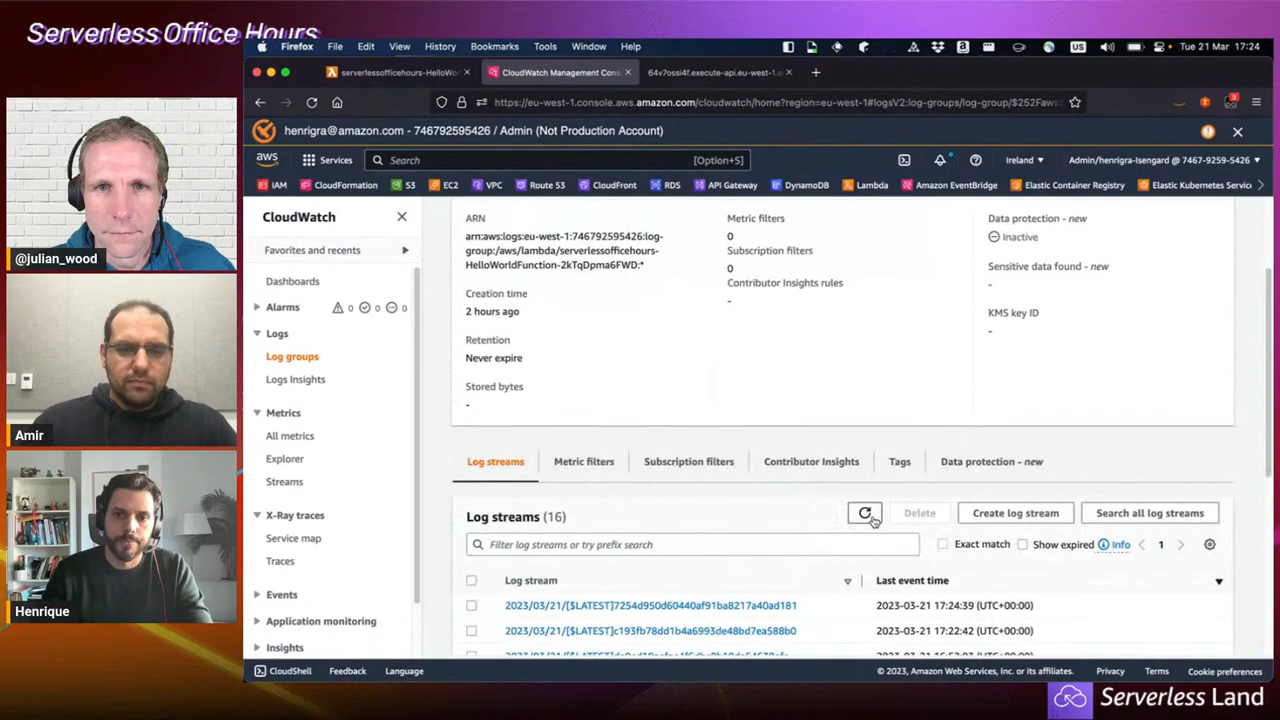 Serverless Office Hours
Firefox File Edit View History Bookmarks Tools Window Help US Tue 21 Mar 17:24
serverlessofficehours-HelloWo CloudWatch Management Cons 64v7ossi4f.execute-api.eu-west-1.a
https://eu-west-1.console.aws.amazon.com/cloudwatch/home?region=eu-west-1#logsV2:log-groups/log-group/$252Faws
3
henrigra@amazon.com - 746792595426 / Admin (Not Production Account)
aws Services Search [Option+S] Ireland Admin/henrigra-Isengard @ 7467-9259-5426
IAM CloudFormation S3 EC2 VPC Route 53 CloudFront RDS API Gateway DynamoDB Lambda Amazon EventBridge Elastic Container Registry Elastic Kubernetes Servic
CloudWatch
Favorites and recents
Dashboards
Alarms 0 0 0
Logs
Log groups
Logs Insights
Metrics
All metrics
Explorer
Streams
X-Ray traces
Service map
Traces
Events
Application monitoring
Insights
ARN
arn:aws:logs:eu-west-1:746792595426:log-
group:/aws/lambda/serverlessofficehours-
HelloWorldFunction-2kTqDpma6FWD:*
Creation time
2 hours ago
Retention
Never expire
Stored bytes
-
Metric filters
0
Subscription filters
0
Contributor Insights rules
-
Data protection - new
Inactive
Sensitive data found - new
-
KMS key ID
-
Log streams Metric filters Subscription filters Contributor Insights Tags Data protection - new
Log streams (16) Delete Create log stream Search all log streams
Filter log streams or try prefix search Exact match Show expired Info 1
Log stream Last event time
2023/03/21/[$LATEST]7254d950d60440af91ba8217a40ad181 2023-03-21 17:24:39 (UTC+00:00)
2023/03/21/[$LATEST]c193fb78dd1b4a6993de48bd7ea588b0 2023-03-21 17:22:42 (UTC+00:00)
CloudShell Feedback Language © 2023, Amazon Web Services, Inc. or its affiliates. Privacy Terms Cookie preferences
@julian_wood
Amir
Henrique
Serverless Land